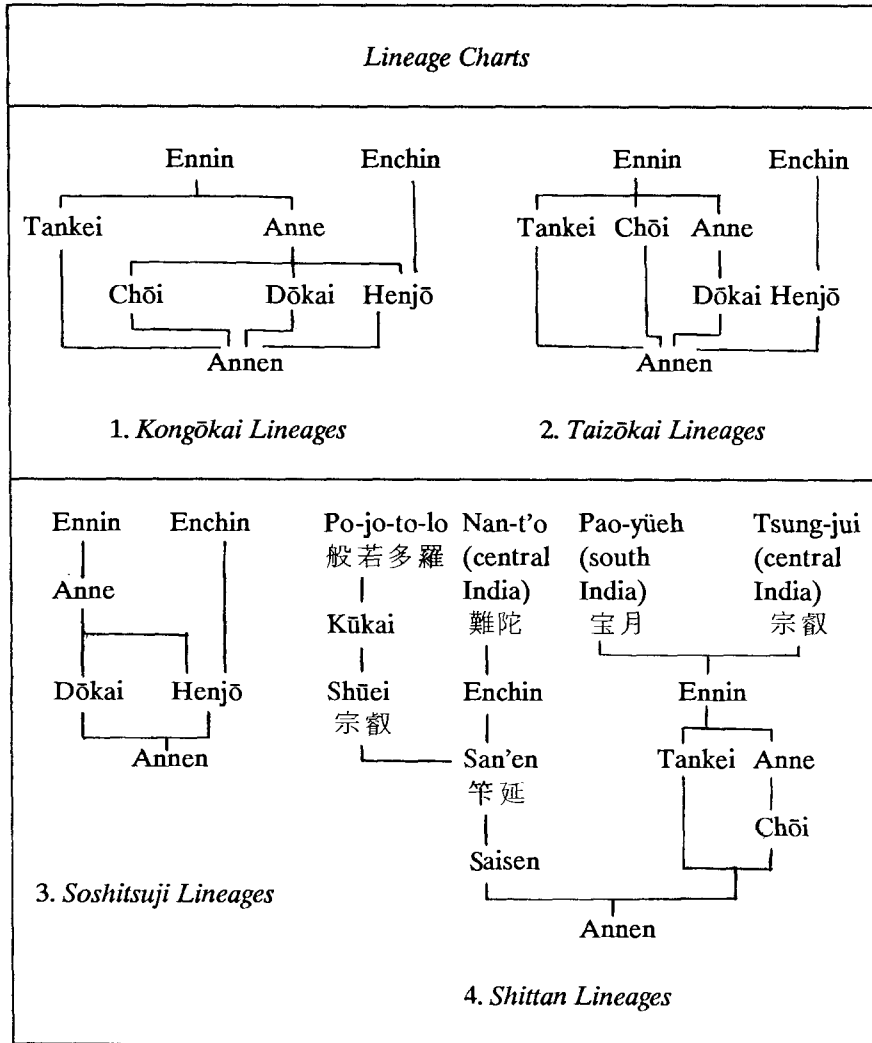 Lineage Charts
Ennin Enchin
Tankei Anne
Chōi Dōkai Henjō
Annen
1. Kongōkai Lineages
Ennin Enchin
Tankei Chōi Anne
Dōkai Henjō
Annen
2. Taizōkai Lineages
Ennin Enchin
Anne
Dōkai Henjō
Annen
3. Soshitsuji Lineages
Po-jo-to-lo Nan-t'o Pao-yüeh Tsung-jui
般若多羅 (central (south (central
India) India) India)
Kūkai 難陀 宝月 宗叡
Shūei Enchin Ennin
宗叡
San'en Tankei Anne
笇延
Chōi
Saisen
Annen
4. Shittan Lineages